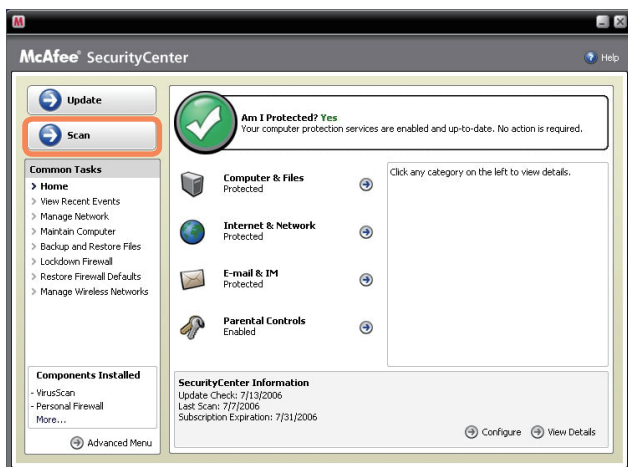 M
McAfee® SecurityCenter
? Help
Update
Scan
Common Tasks
Home
View Recent Events
Manage Network
Maintain Computer
Backup and Restore Files
Lockdown Firewall
Restore Firewall Defaults
Manage Wireless Networks
Components Installed
- VirusScan
- Personal Firewall
More...
Advanced Menu
Am I Protected? Yes
Your computer protection services are enabled and up-to-date. No action is required.
Computer & Files
Protected
Internet & Network
Protected
E-mail & IM
Protected
Parental Controls
Enabled
Click any category on the left to view details.
SecurityCenter Information
Update Check: 7/13/2006
Last Scan: 7/7/2006
Subscription Expiration: 7/31/2006
Configure
View Details